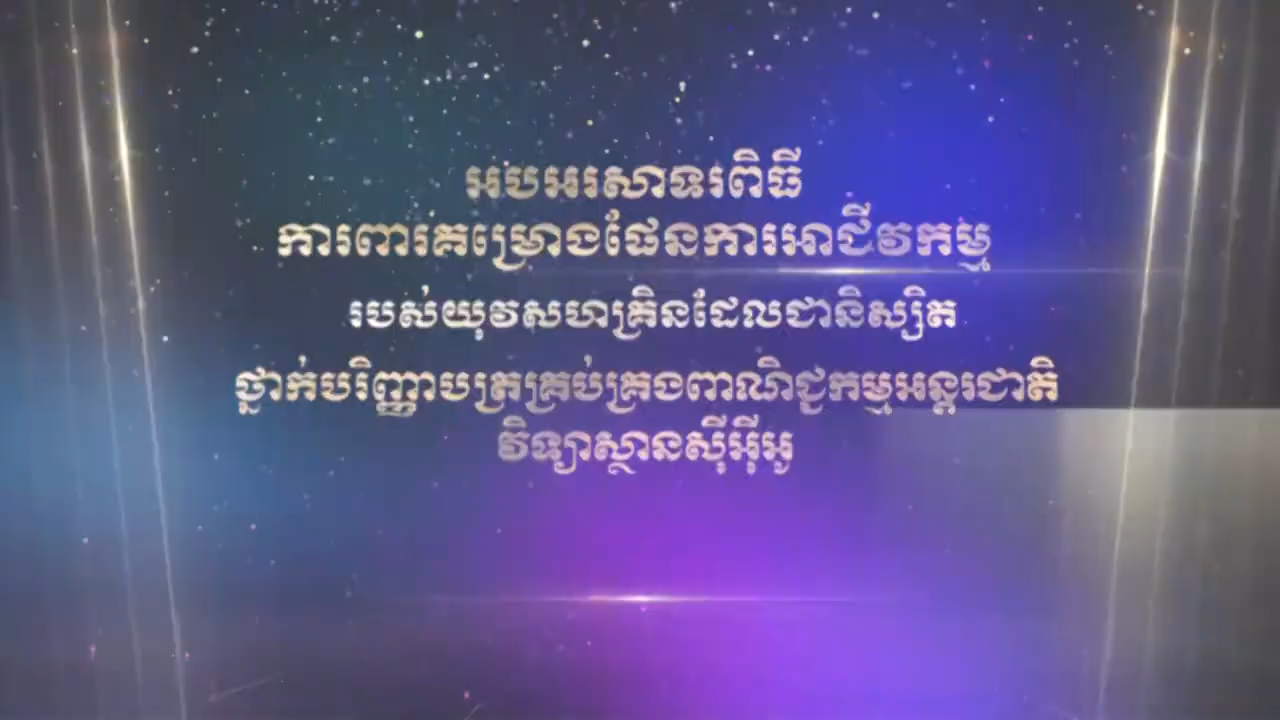 អបអរសាទរពិធី
ការពារគម្រោងផែនការអាជីវកម្ម
របស់យុវសហគ្រិនដែលជានិស្សិត
ថ្នាក់បរិញ្ញាបត្រគ្រប់គ្រងពាណិជ្ជកម្មអន្តរជាតិ
វិទ្យាស្ថានស៊ីអ៊ីអូ